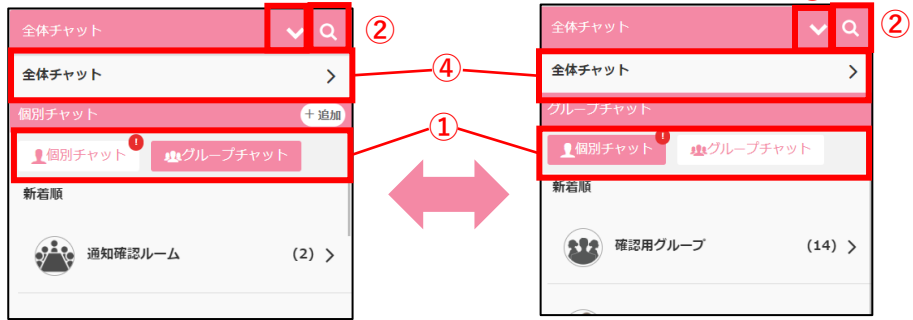 全体チャット
②
全体チャット
個別チャット
+ 追加
個別チャット ! グループチャット
新着順
通知確認ルーム (2)
④
①
全体チャット
②
全体チャット
グループチャット
個別チャット ! グループチャット
新着順
確認用グループ (14)